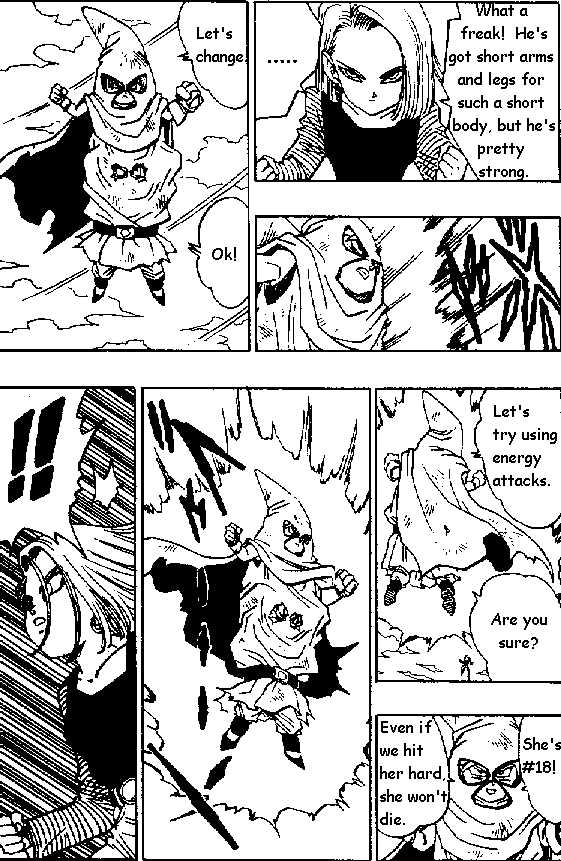 What a
freak!  He's
got short arms
and legs for
such a short
body, but he's
pretty
strong.
.....
Let's
change.
Ok!
Let's
try using
energy
attacks.
Are you
sure?
She's
#18!
Even if
we hit
her hard,
she won't
die.
!!